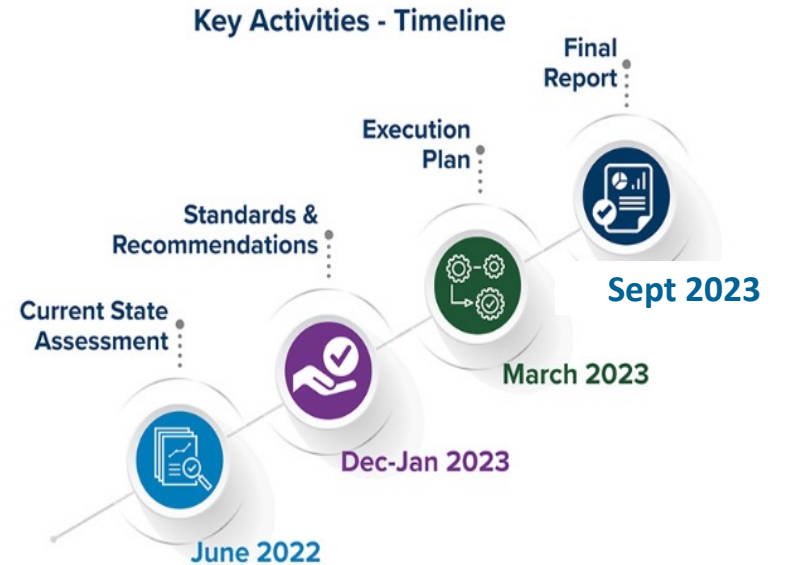 Key Activities - Timeline
Final
Report
Execution
Plan
Standards &
Recommendations
Current State
Assessment
Sept 2023
March 2023
Dec-Jan 2023
June 2022